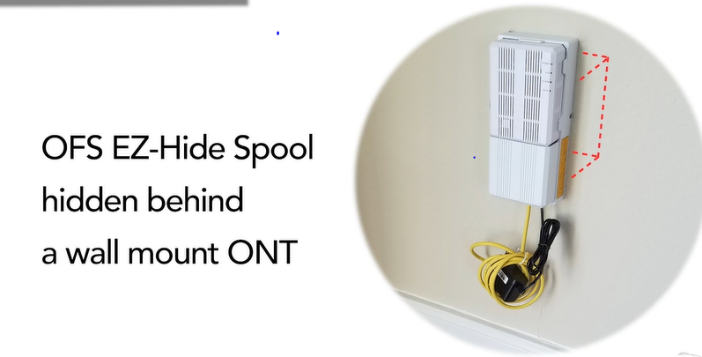 OFS EZ-Hide Spool
hidden behind
a wall mount ONT